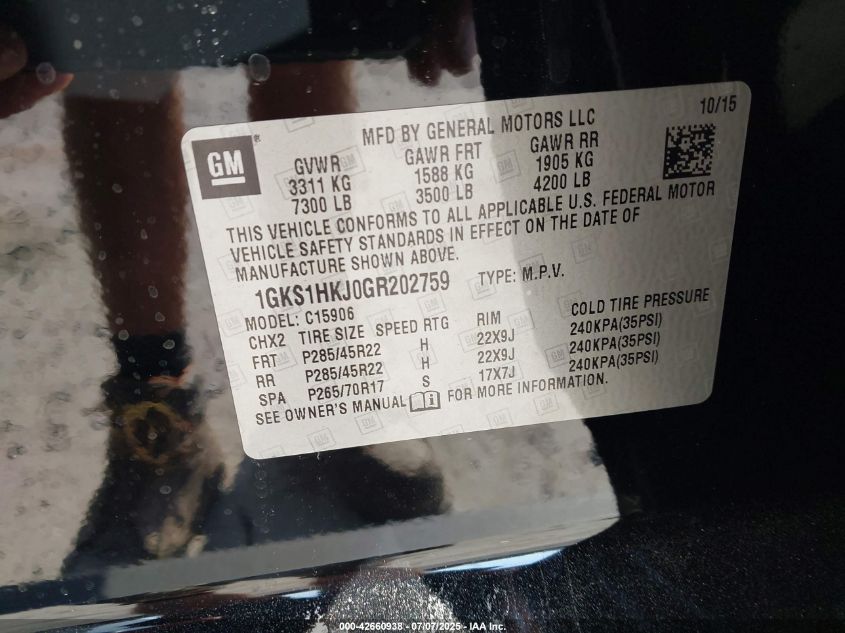 10/15
MFD BY GENERAL MOTORS LLC
GM
GVWR GAWR FRT GAWR RR
3311 KG 1588 KG 1905 KG
7300 LB 3500 LB 4200 LB
THIS VEHICLE CONFORMS TO ALL APPLICABLE U.S. FEDERAL MOTOR
VEHICLE SAFETY STANDARDS IN EFFECT ON THE DATE OF
MANUFACTURE SHOWN ABOVE.
1GKS1HKJ0GR202759 TYPE: M.P.V.
MODEL: C15906
CHX2 TIRE SIZE SPEED RTG RIM COLD TIRE PRESSURE
FRT P285/45R22 H 22X9J 240KPA(35PSI)
RR P285/45R22 H 22X9J 240KPA(35PSI)
SPA P265/70R17 S 17X7J 240KPA(35PSI)
SEE OWNER'S MANUAL FOR MORE INFORMATION.
000-42660938 - 07/07/2025 - IAA Inc.